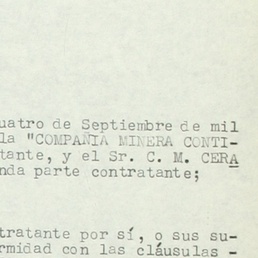 uatro de Septiembre de mil
la "COMPAÑIA MINERA CONTI-
tante, y el Sr. C. M. CERA
nda parte contratante;
tratante por sí, o sus su-
rmidad con las cláusulas -